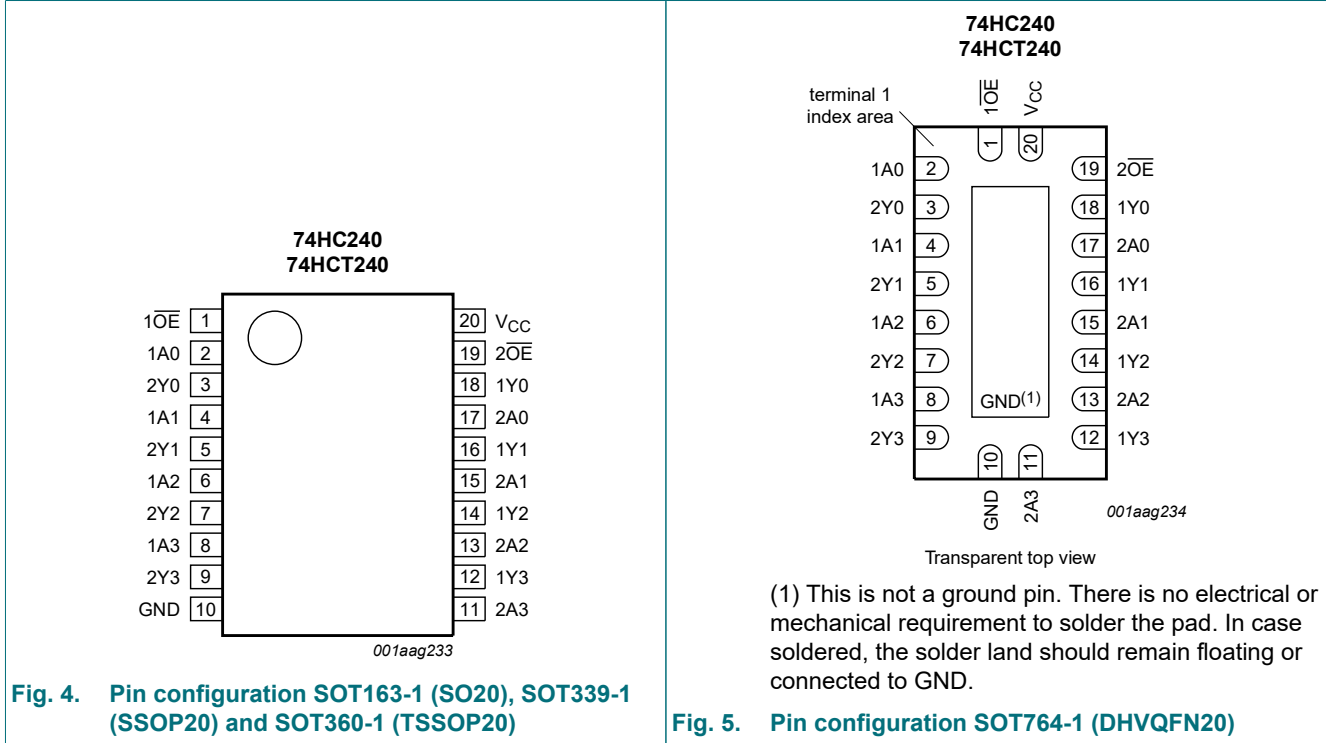 74HC240
74HCT240
1OE 1
1A0 2
2Y0 3
1A1 4
2Y1 5
1A2 6
2Y2 7
1A3 8
2Y3 9
GND 10
20 VCC
19 2OE
18 1Y0
17 2A0
16 1Y1
15 2A1
14 1Y2
13 2A2
12 1Y3
11 2A3
001aag233
Fig. 4. Pin configuration SOT163-1 (SO20), SOT339-1
(SSOP20) and SOT360-1 (TSSOP20)
74HC240
74HCT240
terminal 1
index area
1OE
VCC
1
20
1A0 2
2Y0 3
1A1 4
2Y1 5
1A2 6
2Y2 7
1A3 8
2Y3 9
GND(1)
19 2OE
18 1Y0
17 2A0
16 1Y1
15 2A1
14 1Y2
13 2A2
12 1Y3
10
11
GND
2A3
001aag234
Transparent top view
(1) This is not a ground pin. There is no electrical or
mechanical requirement to solder the pad. In case
soldered, the solder land should remain floating or
connected to GND.
Fig. 5. Pin configuration SOT764-1 (DHVQFN20)